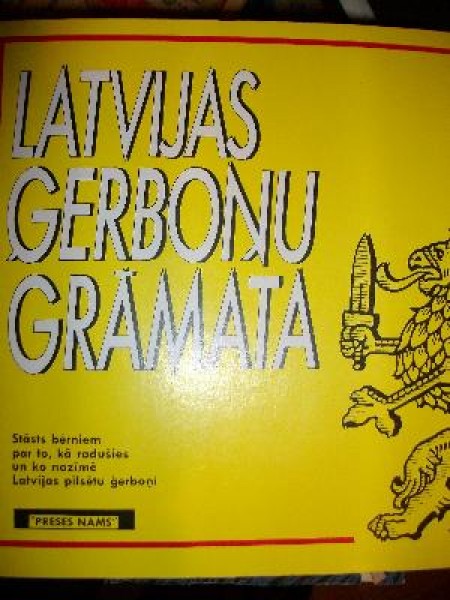 LATVIJAS
ĢERBOŅU
GRĀMATA
Stāsts bērniem
par to, kā radušies
un ko nozīmē
Latvijas pilsētu ģerboņi
"PRESES NAMS"